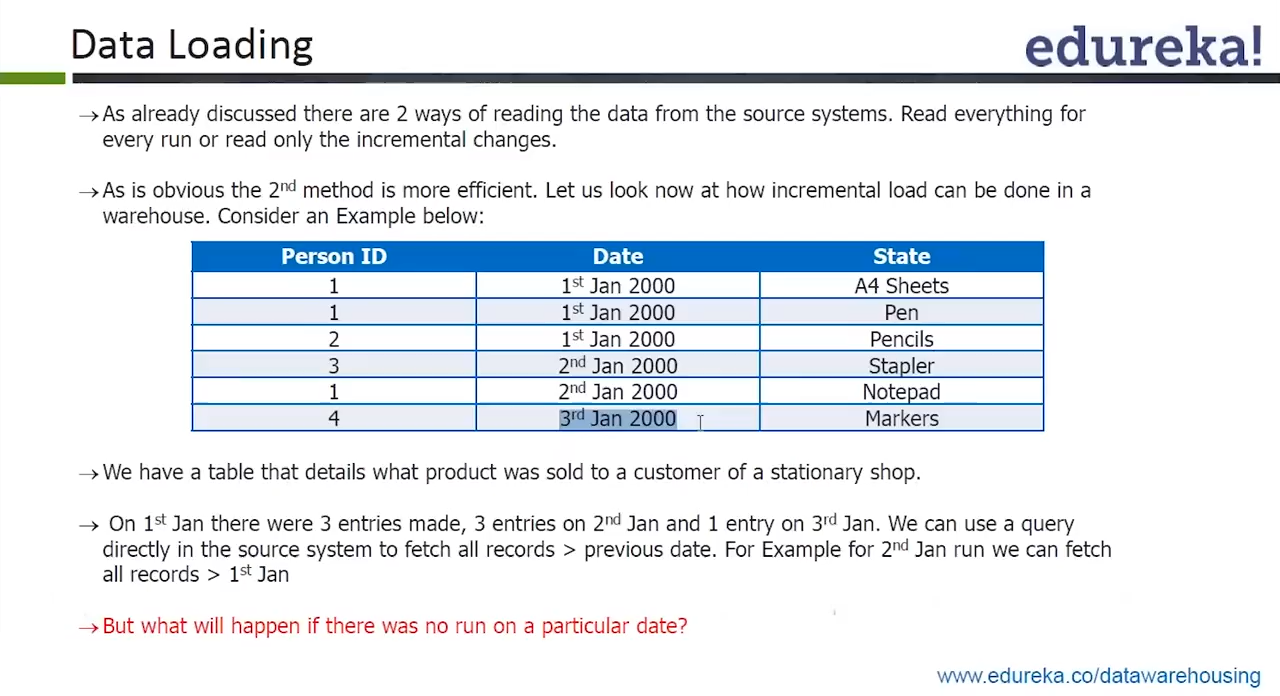 Data Loading
edureka!
→As already discussed there are 2 ways of reading the data from the source systems. Read everything for
every run or read only the incremental changes.
→As is obvious the 2nd method is more efficient. Let us look now at how incremental load can be done in a
warehouse. Consider an Example below:
Person ID Date State
1 1st Jan 2000 A4 Sheets
1 1st Jan 2000 Pen
2 1st Jan 2000 Pencils
3 2nd Jan 2000 Stapler
1 2nd Jan 2000 Notepad
4 3rd Jan 2000 Markers
→We have a table that details what product was sold to a customer of a stationary shop.
→ On 1st Jan there were 3 entries made, 3 entries on 2nd Jan and 1 entry on 3rd Jan. We can use a query
directly in the source system to fetch all records > previous date. For Example for 2nd Jan run we can fetch
all records > 1st Jan
→But what will happen if there was no run on a particular date?
www.edureka.co/datawarehousing